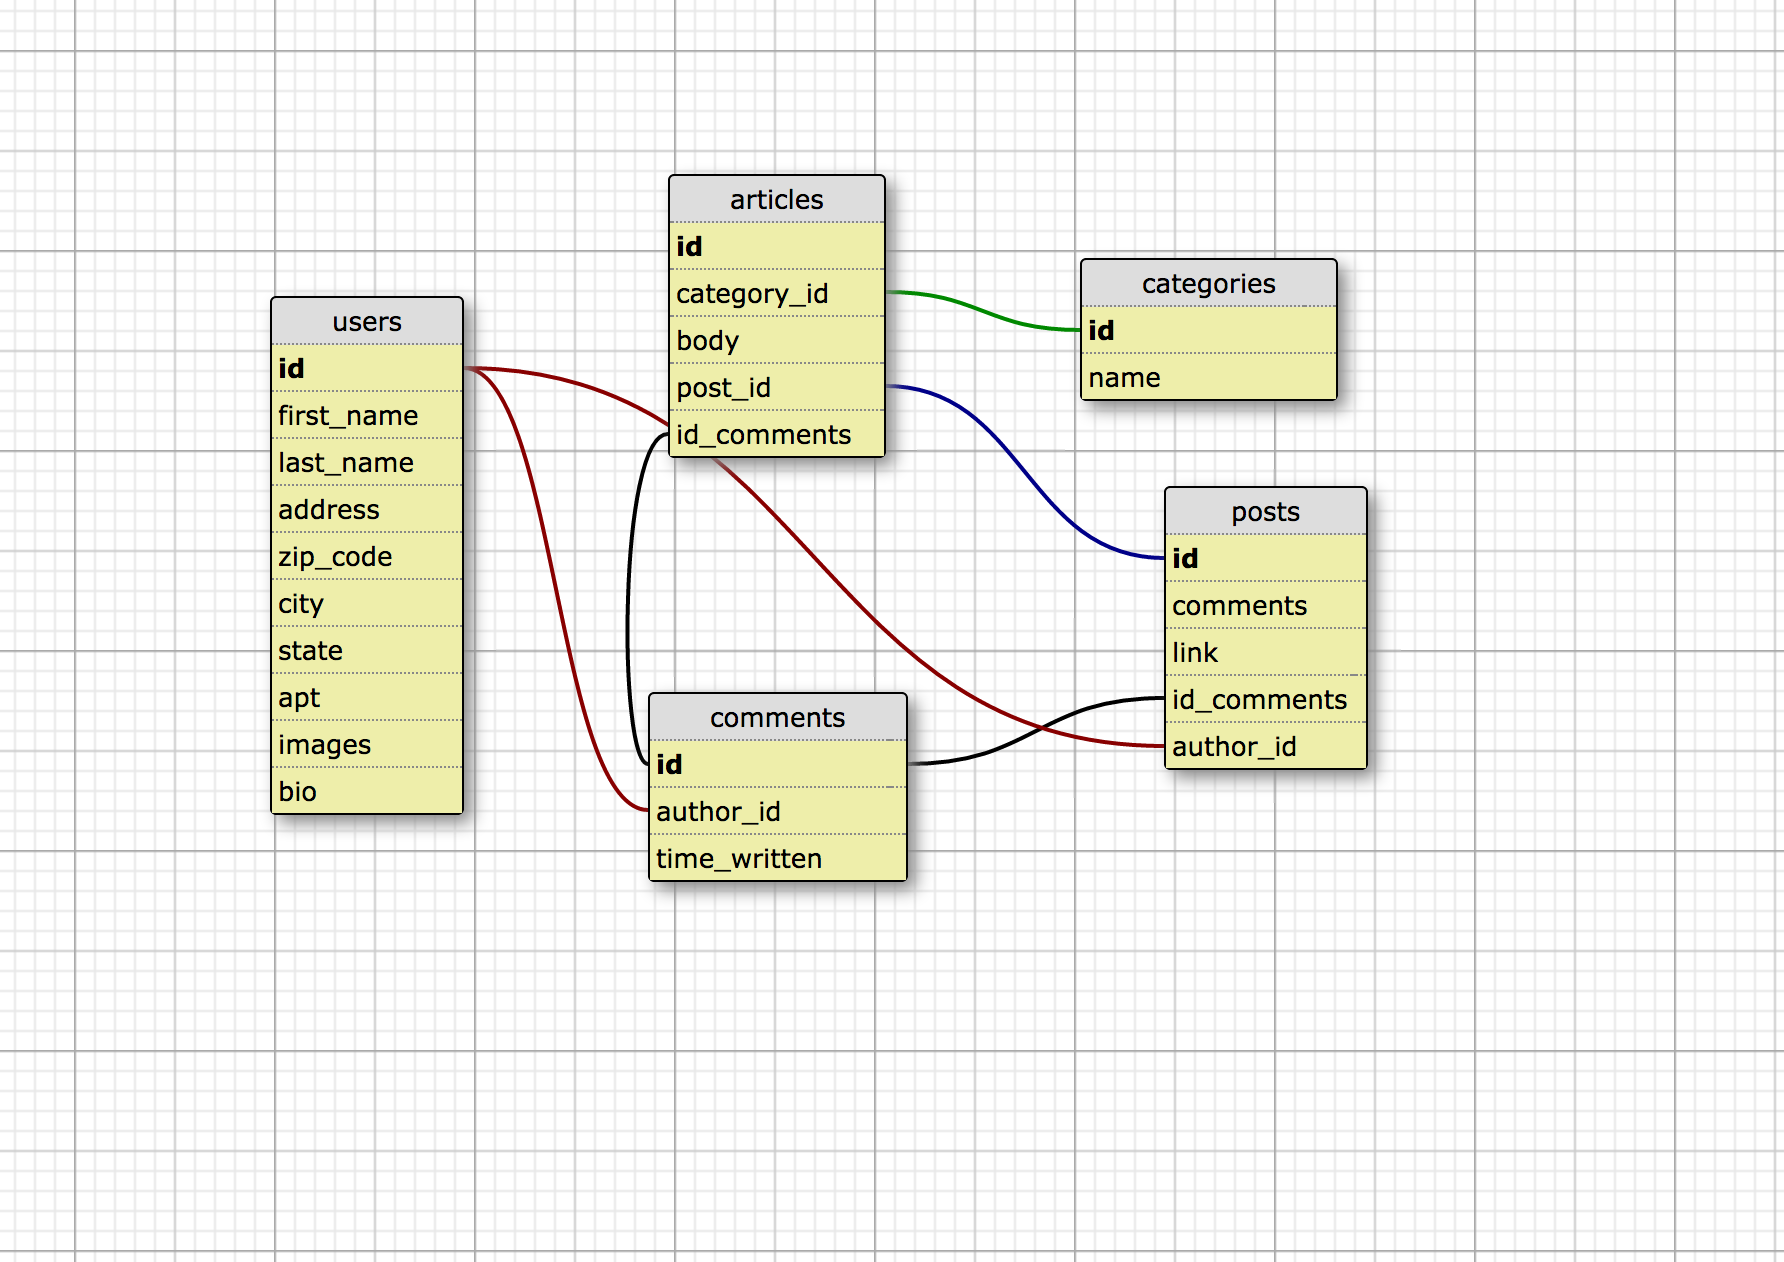 users
id
first_name
last_name
address
zip_code
city
state
apt
images
bio
articles
id
category_id
body
post_id
id_comments
comments
id
author_id
time_written
categories
id
name
posts
id
comments
link
id_comments
author_id